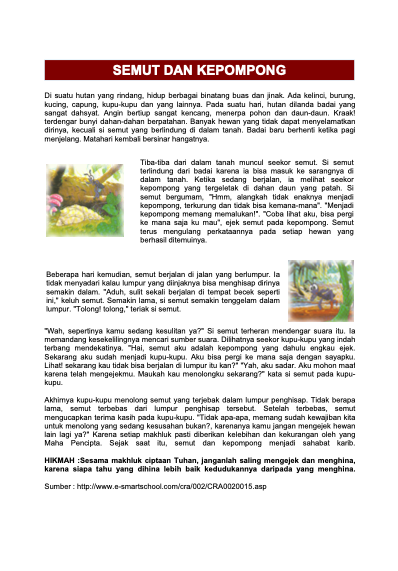 SEMUT DAN KEPOMPONG
Di suatu hutan yang rindang, hidup berbagai binatang buas dan jinak. Ada kelinci, burung,
kucing, capung, kupu-kupu dan yang lainnya. Pada suatu hari, hutan dilanda badai yang
sangat dahsyat. Angin bertiup sangat kencang, menerpa pohon dan daun-daun. Kraak!
terdengar bunyi dahan-dahan berpatahan. Banyak hewan yang tidak dapat menyelamatkan
dirinya, kecuali si semut yang berlindung di dalam tanah. Badai baru berhenti ketika pagi
menjelang. Matahari kembali bersinar hangatnya.
Tiba-tiba dari dalam tanah muncul seekor semut. Si semut
terlindung dari badai karena ia bisa masuk ke sarangnya di
dalam tanah. Ketika sedang berjalan, ia melihat seekor
kepompong yang tergeletak di dahan daun yang patah. Si
semut bergumam, "Hmm, alangkah tidak enaknya menjadi
kepompong, terkurung dan tidak bisa kemana-mana". "Menjadi
kepompong memang memalukan!". "Coba lihat aku, bisa pergi
ke mana saja ku mau", ejek semut pada kepompong. Semut
terus mengulang perkataannya pada setiap hewan yang
berhasil ditemuinya.
Beberapa hari kemudian, semut berjalan di jalan yang berlumpur. Ia
tidak menyadari kalau lumpur yang diinjaknya bisa menghisap dirinya
semakin dalam. "Aduh, sulit sekali berjalan di tempat becek seperti
ini," keluh semut. Semakin lama, si semut semakin tenggelam dalam
lumpur. "Tolong! tolong," teriak si semut.
"Wah, sepertinya kamu sedang kesulitan ya?" Si semut terheran mendengar suara itu. Ia
memandang kesekelilingnya mencari sumber suara. Dilihatnya seekor kupu-kupu yang indah
terbang mendekatinya. "Hai, semut aku adalah kepompong yang dahulu engkau ejek.
Sekarang aku sudah menjadi kupu-kupu. Aku bisa pergi ke mana saja dengan sayapku.
Lihat! sekarang kau tidak bisa berjalan di lumpur itu kan?" "Yah, aku sadar. Aku mohon maaf
karena telah mengejekmu. Maukah kau menolongku sekarang?" kata si semut pada kupu-
kupu.
Akhirnya kupu-kupu menolong semut yang terjebak dalam lumpur penghisap. Tidak berapa
lama, semut terbebas dari lumpur penghisap tersebut. Setelah terbebas, semut
mengucapkan terima kasih pada kupu-kupu. "Tidak apa-apa, memang sudah kewajiban kita
untuk menolong yang sedang kesusahan bukan?, karenanya kamu jangan mengejek hewan
lain lagi ya?" Karena setiap makhluk pasti diberikan kelebihan dan kekurangan oleh yang
Maha Pencipta. Sejak saat itu, semut dan kepompong menjadi sahabat karib.
HIKMAH :Sesama makhluk ciptaan Tuhan, janganlah saling mengejek dan menghina,
karena siapa tahu yang dihina lebih baik kedudukannya daripada yang menghina.
Sumber : http://www.e-smartschool.com/cra/002/CRA0020015.asp